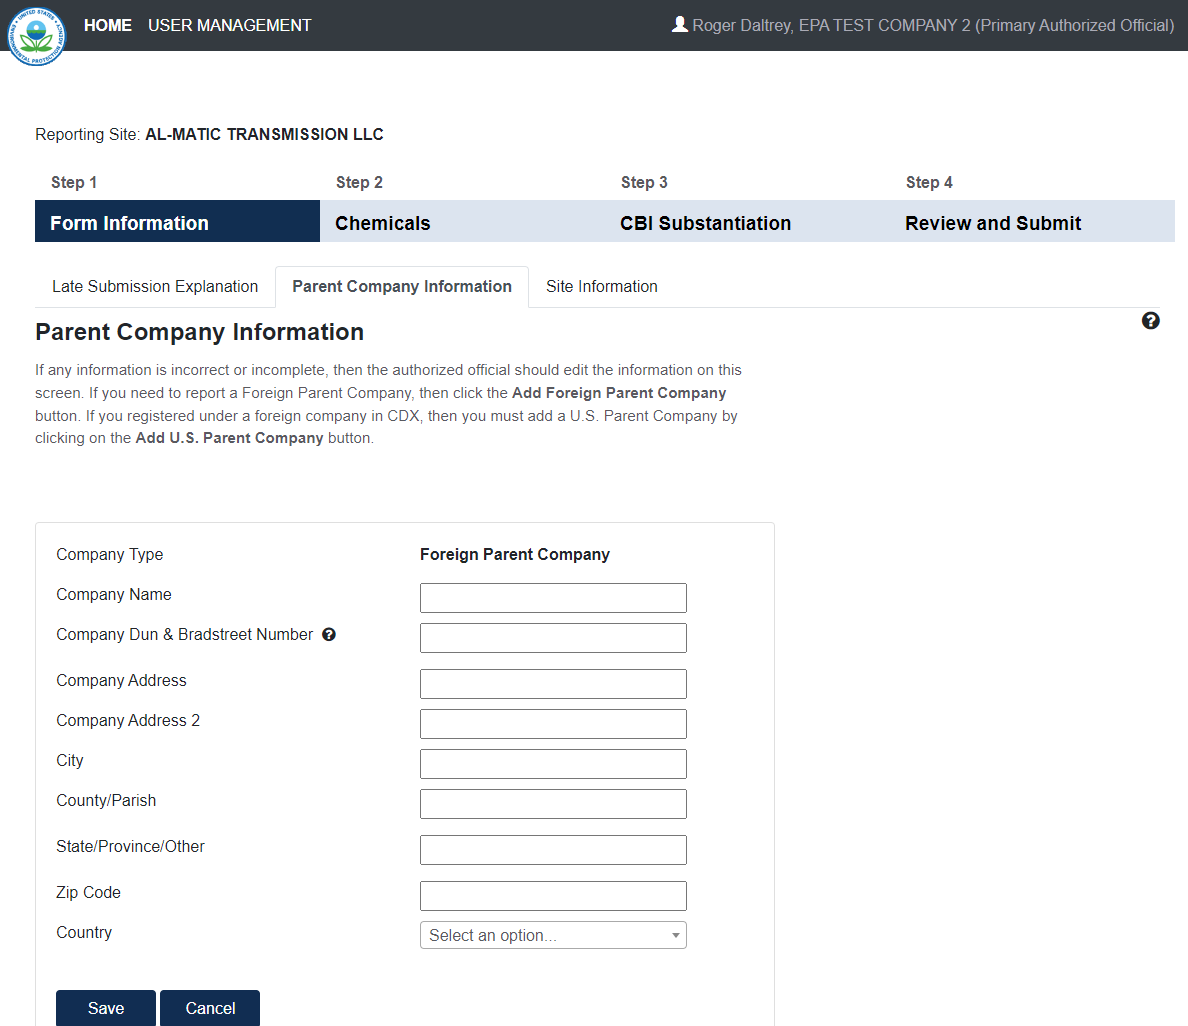 UNITED STATES
ENVIRONMENTAL PROTECTION AGENCY
HOME USER MANAGEMENT Roger Daltrey, EPA TEST COMPANY 2 (Primary Authorized Official)
Reporting Site: AL-MATIC TRANSMISSION LLC
Step 1 Step 2 Step 3 Step 4
Form Information Chemicals CBI Substantiation Review and Submit
Late Submission Explanation Parent Company Information Site Information
Parent Company Information
If any information is incorrect or incomplete, then the authorized official should edit the information on this
screen. If you need to report a Foreign Parent Company, then click the Add Foreign Parent Company
button. If you registered under a foreign company in CDX, then you must add a U.S. Parent Company by
clicking on the Add U.S. Parent Company button.
Company Type Foreign Parent Company
Company Name
Company Dun & Bradstreet Number
Company Address
Company Address 2
City
County/Parish
State/Province/Other
Zip Code
Country Select an option...
Save Cancel